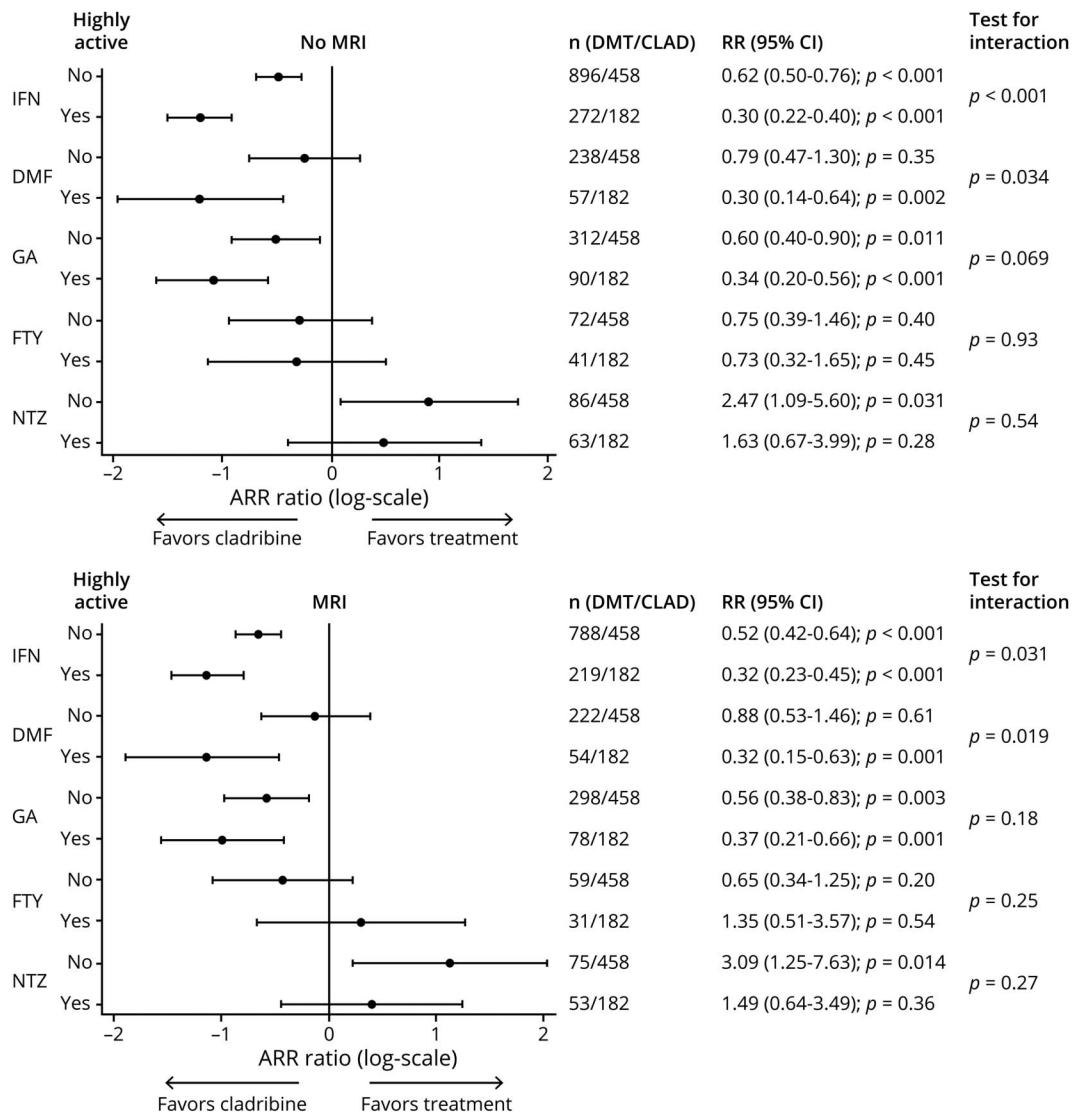 Highly active No MRI n (DMT/CLAD) RR (95% CI) Test for interaction
IFN
No 896/458 0.62 (0.50-0.76); p < 0.001
Yes 272/182 0.30 (0.22-0.40); p < 0.001
p < 0.001
DMF
No 238/458 0.79 (0.47-1.30); p = 0.35
Yes 57/182 0.30 (0.14-0.64); p = 0.002
p = 0.034
GA
No 312/458 0.60 (0.40-0.90); p = 0.011
Yes 90/182 0.34 (0.20-0.56); p < 0.001
p = 0.069
FTY
No 72/458 0.75 (0.39-1.46); p = 0.40
Yes 41/182 0.73 (0.32-1.65); p = 0.45
p = 0.93
NTZ
No 86/458 2.47 (1.09-5.60); p = 0.031
Yes 63/182 1.63 (0.67-3.99); p = 0.28
p = 0.54
−2 −1 0 1 2
ARR ratio (log-scale)
Favors cladribine Favors treatment
Highly active MRI n (DMT/CLAD) RR (95% CI) Test for interaction
IFN
No 788/458 0.52 (0.42-0.64); p < 0.001
Yes 219/182 0.32 (0.23-0.45); p < 0.001
p = 0.031
DMF
No 222/458 0.88 (0.53-1.46); p = 0.61
Yes 54/182 0.32 (0.15-0.63); p = 0.001
p = 0.019
GA
No 298/458 0.56 (0.38-0.83); p = 0.003
Yes 78/182 0.37 (0.21-0.66); p = 0.001
p = 0.18
FTY
No 59/458 0.65 (0.34-1.25); p = 0.20
Yes 31/182 1.35 (0.51-3.57); p = 0.54
p = 0.25
NTZ
No 75/458 3.09 (1.25-7.63); p = 0.014
Yes 53/182 1.49 (0.64-3.49); p = 0.36
p = 0.27
−2 −1 0 1 2
ARR ratio (log-scale)
Favors cladribine Favors treatment